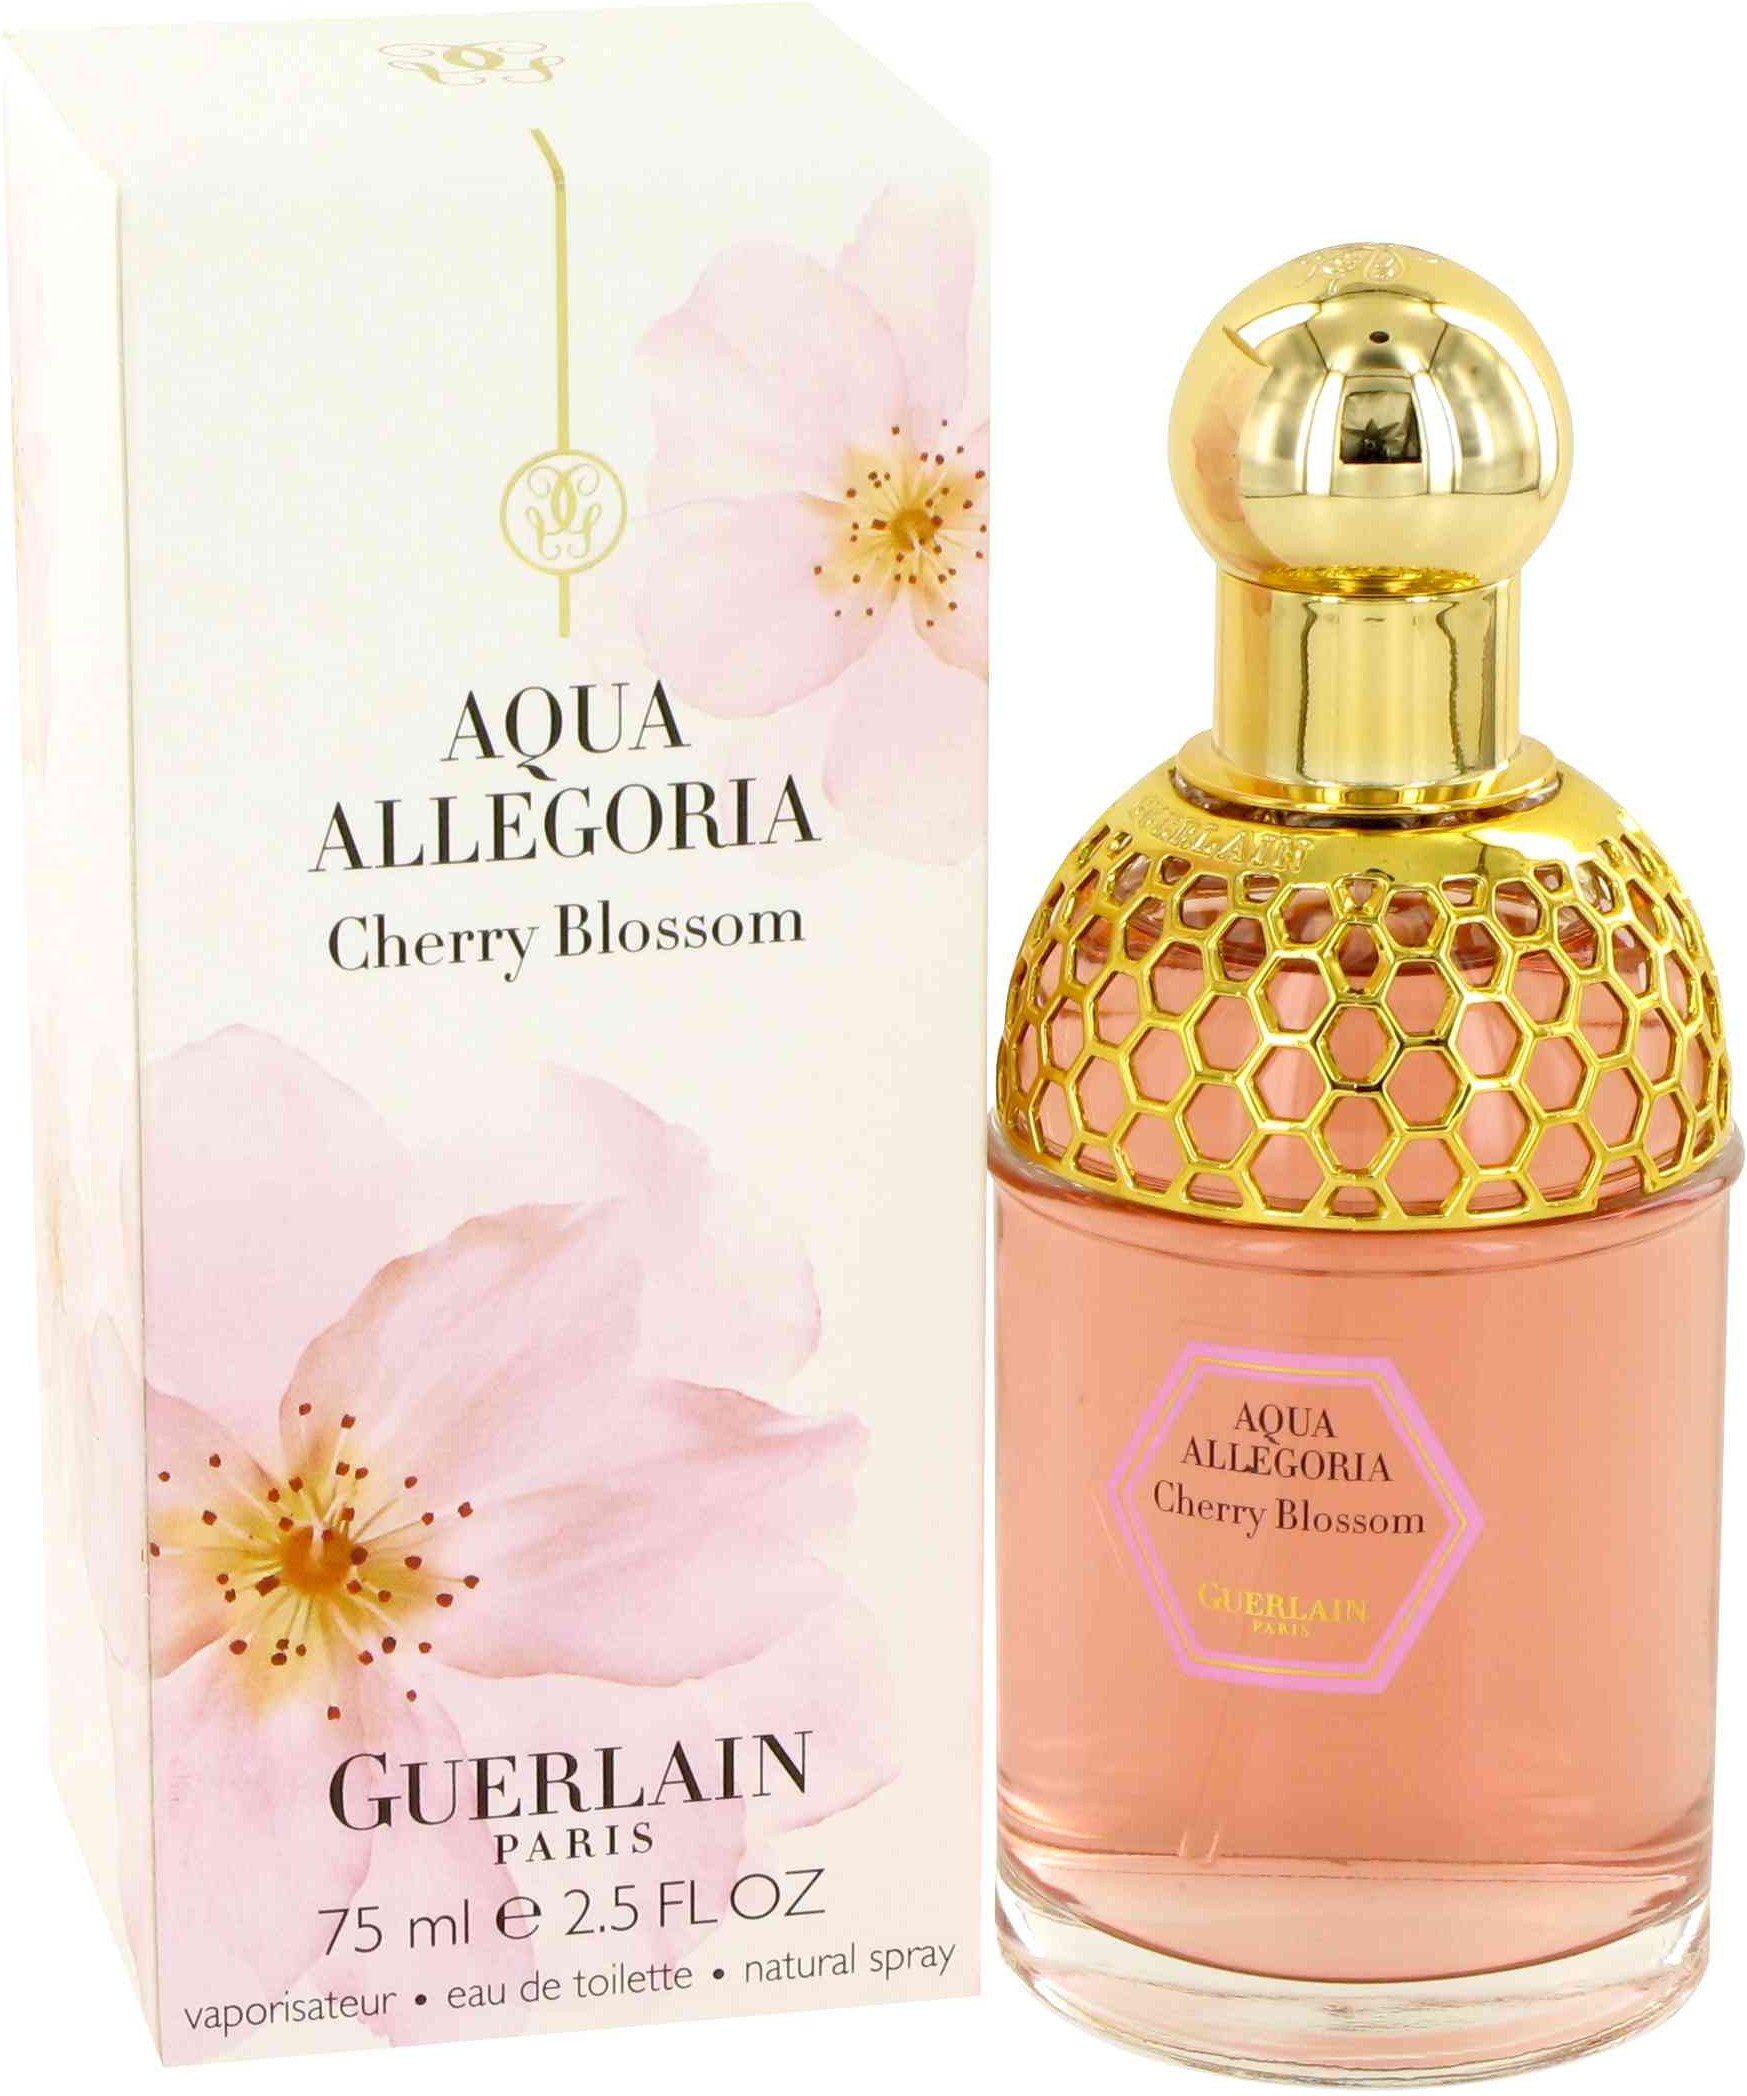 AQUA
ALLEGORIA
Cherry Blossom
GUERLAIN
PARIS
75 ml e 2.5 FL OZ
vaporisateur • eau de toilette • natural spray
GUERLAIN
AQUA
ALLEGORIA
Cherry Blossom
GUERLAIN
PARIS